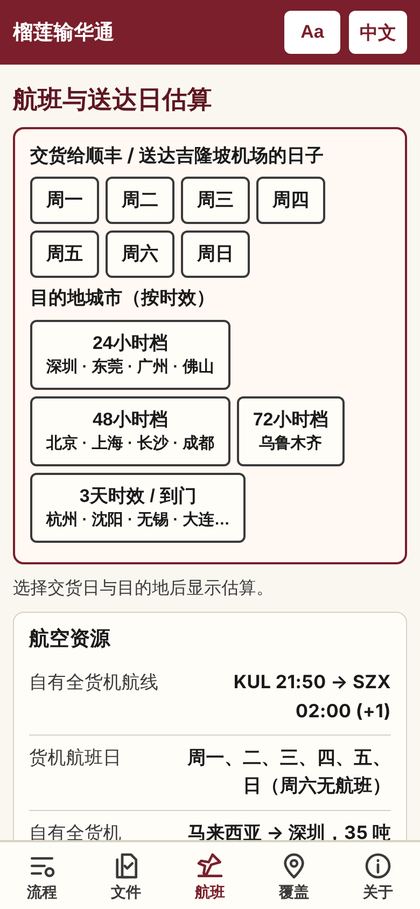 榴莲输华通
Aa
中文
航班与送达日估算
交货给顺丰 / 送达吉隆坡机场的日子
周一
周二
周三
周四
周五
周六
周日
目的地城市（按时效）
24小时档
深圳 · 东莞 · 广州 · 佛山
48小时档
北京 · 上海 · 长沙 · 成都
72小时档
乌鲁木齐
3天时效 / 到门
杭州 · 沈阳 · 无锡 · 大连…
选择交货日与目的地后显示估算。
航空资源
自有全货机航线
KUL 21:50 → SZX
02:00 (+1)
货机航班日
周一、二、三、四、五、
日（周六无航班）
自有全货机
马来西亚 → 深圳，35 吨
流程
文件
航班
覆盖
关于